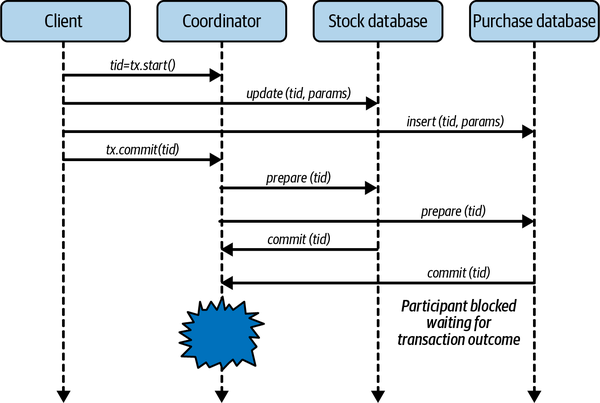 Client
Coordinator
Stock database
Purchase database
tid=tx.start()
update (tid, params)
insert (tid, params)
tx.commit(tid)
prepare (tid)
prepare (tid)
commit (tid)
commit (tid)
Participant blocked
waiting for
transaction outcome